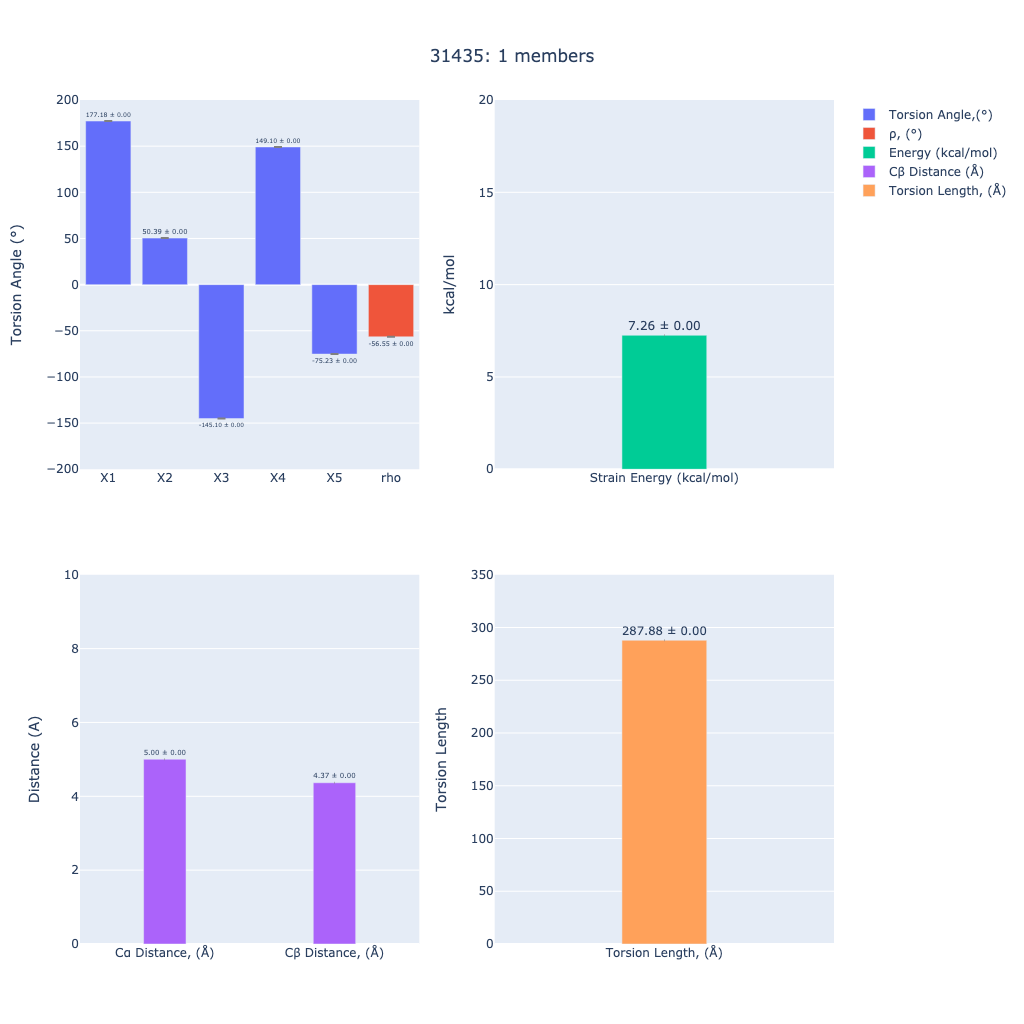 31435: 1 members
Torsion Angle (°)
200
150
100
50
0
−50
−100
−150
−200
177.18 ± 0.00
50.39 ± 0.00
-145.10 ± 0.00
149.10 ± 0.00
-75.23 ± 0.00
-56.55 ± 0.00
X1 X2 X3 X4 X5 rho
kcal/mol
20
15
10
5
0
7.26 ± 0.00
Strain Energy (kcal/mol)
Torsion Angle,(°)
ρ, (°)
Energy (kcal/mol)
Cβ Distance (Å)
Torsion Length, (Å)
Distance (A)
10
8
6
4
2
0
5.00 ± 0.00
4.37 ± 0.00
Cα Distance, (Å) Cβ Distance, (Å)
Torsion Length
350
300
250
200
150
100
50
0
287.88 ± 0.00
Torsion Length, (Å)